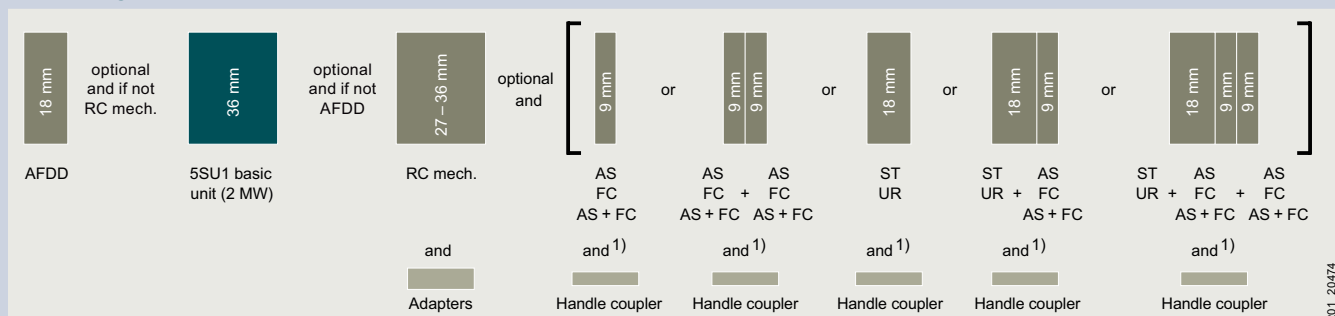 18 mm
optional
and if not
RC mech.
36 mm
optional
and if not
AFDD
27 – 36 mm
optional
and
9 mm
or
9 mm 9 mm
or
18 mm
or
18 mm 9 mm
or
18 mm 9 mm 9 mm
AFDD
5SU1 basic
unit (2 MW)
RC mech.
AS
FC
AS + FC
AS AS
FC + FC
AS + FC AS + FC
ST
UR
ST AS
UR + FC
AS + FC
ST AS AS
UR + FC + FC
AS + FC AS + FC
and
Adapters
and 1)
Handle coupler
and 1)
Handle coupler
and 1)
Handle coupler
and 1)
Handle coupler
and 1)
Handle coupler